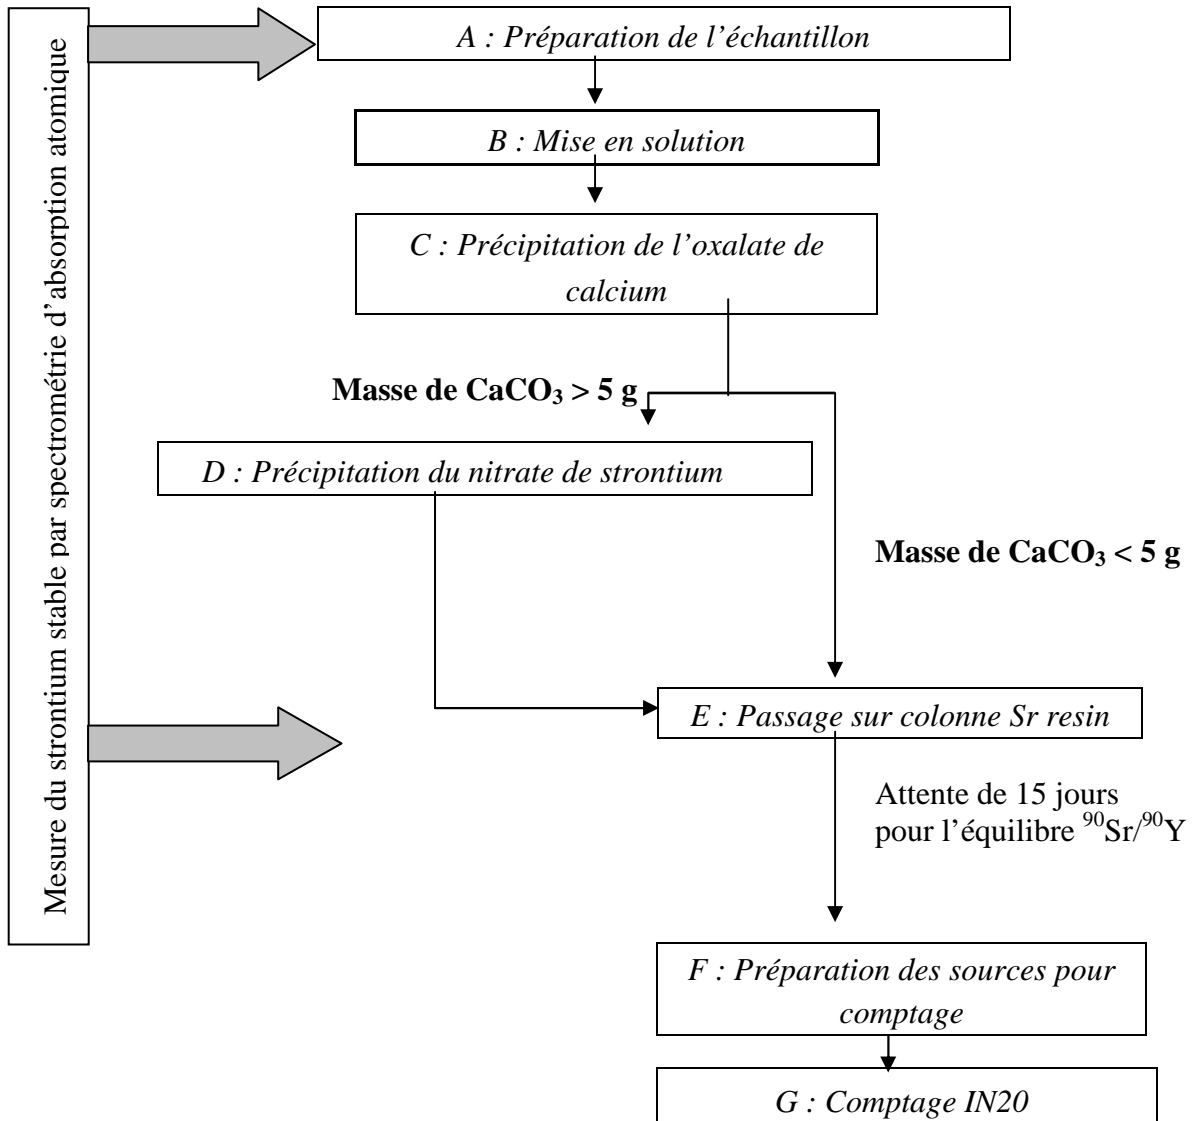 Mesure du strontium stable par spectrométrie d’absorption atomique
A : Préparation de l’échantillon
B : Mise en solution
C : Précipitation de l’oxalate de
calcium
Masse de CaCO₃ > 5 g
D : Précipitation du nitrate de strontium
Masse de CaCO₃ < 5 g
E : Passage sur colonne Sr resin
Attente de 15 jours
pour l’équilibre ⁹⁰Sr/⁹⁰Y
F : Préparation des sources pour
comptage
G : Comptage IN20